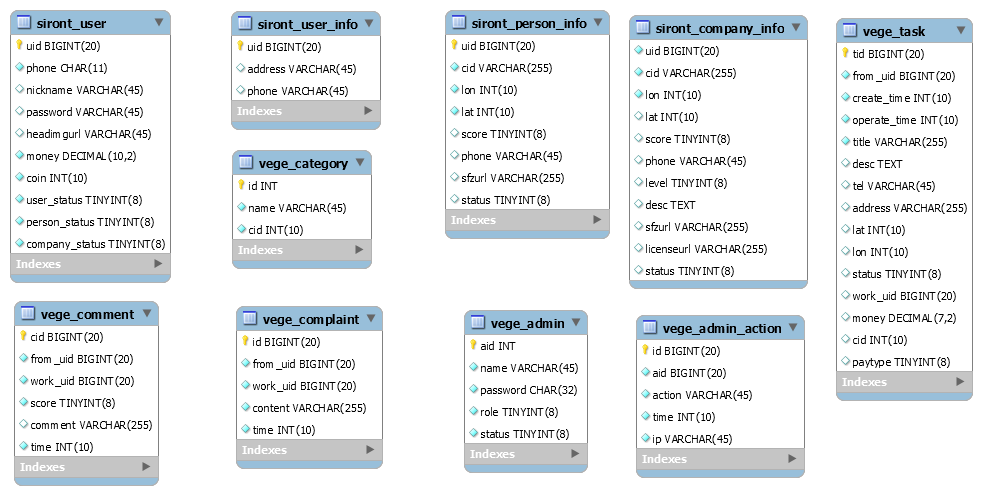 siront_user
uid BIGINT(20)
phone CHAR(11)
nickname VARCHAR(45)
password VARCHAR(45)
headimgurl VARCHAR(45)
money DECIMAL(10,2)
coin INT(10)
user_status TINYINT(8)
person_status TINYINT(8)
company_status TINYINT(8)
Indexes
siront_user_info
uid BIGINT(20)
address VARCHAR(45)
phone VARCHAR(45)
Indexes
vege_category
id INT
name VARCHAR(45)
cid INT(10)
Indexes
siront_person_info
uid BIGINT(20)
cid VARCHAR(255)
lon INT(10)
lat INT(10)
score TINYINT(8)
phone VARCHAR(45)
sfzurl VARCHAR(255)
status TINYINT(8)
Indexes
siront_company_info
uid BIGINT(20)
cid VARCHAR(255)
lon INT(10)
lat INT(10)
score TINYINT(8)
phone VARCHAR(45)
level TINYINT(8)
desc TEXT
sfzurl VARCHAR(255)
licenseurl VARCHAR(255)
status TINYINT(8)
vege_task
tid BIGINT(20)
from_uid BIGINT(20)
create_time INT(10)
operate_time INT(10)
title VARCHAR(255)
desc TEXT
tel VARCHAR(45)
address VARCHAR(255)
lat INT(10)
lon INT(10)
status TINYINT(8)
work_uid BIGINT(20)
money DECIMAL(7,2)
cid INT(10)
paytype TINYINT(8)
Indexes
vege_comment
cid BIGINT(20)
from_uid BIGINT(20)
work_uid BIGINT(20)
score TINYINT(8)
comment VARCHAR(255)
time INT(10)
Indexes
vege_complaint
id BIGINT(20)
from_uid BIGINT(20)
work_uid BIGINT(20)
content VARCHAR(255)
time INT(10)
Indexes
vege_admin
aid INT
name VARCHAR(45)
password CHAR(32)
role TINYINT(8)
status TINYINT(8)
Indexes
vege_admin_action
id BIGINT(20)
aid BIGINT(20)
action VARCHAR(45)
time INT(10)
ip VARCHAR(45)
Indexes